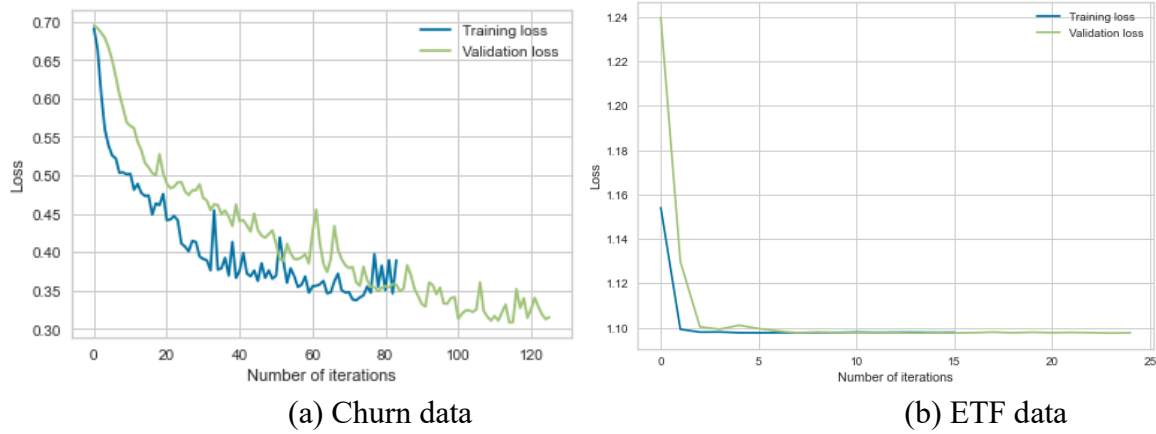 0.70
0.65
0.60
0.55
0.50
0.45
0.40
0.35
0.30
Loss
Training loss
Validation loss
0 20 40 60 80 100 120
Number of iterations
(a) Churn data
1.24
1.22
1.20
1.18
1.16
1.14
1.12
1.10
Loss
Training loss
Validation loss
0 5 10 15 20 25
Number of iterations
(b) ETF data